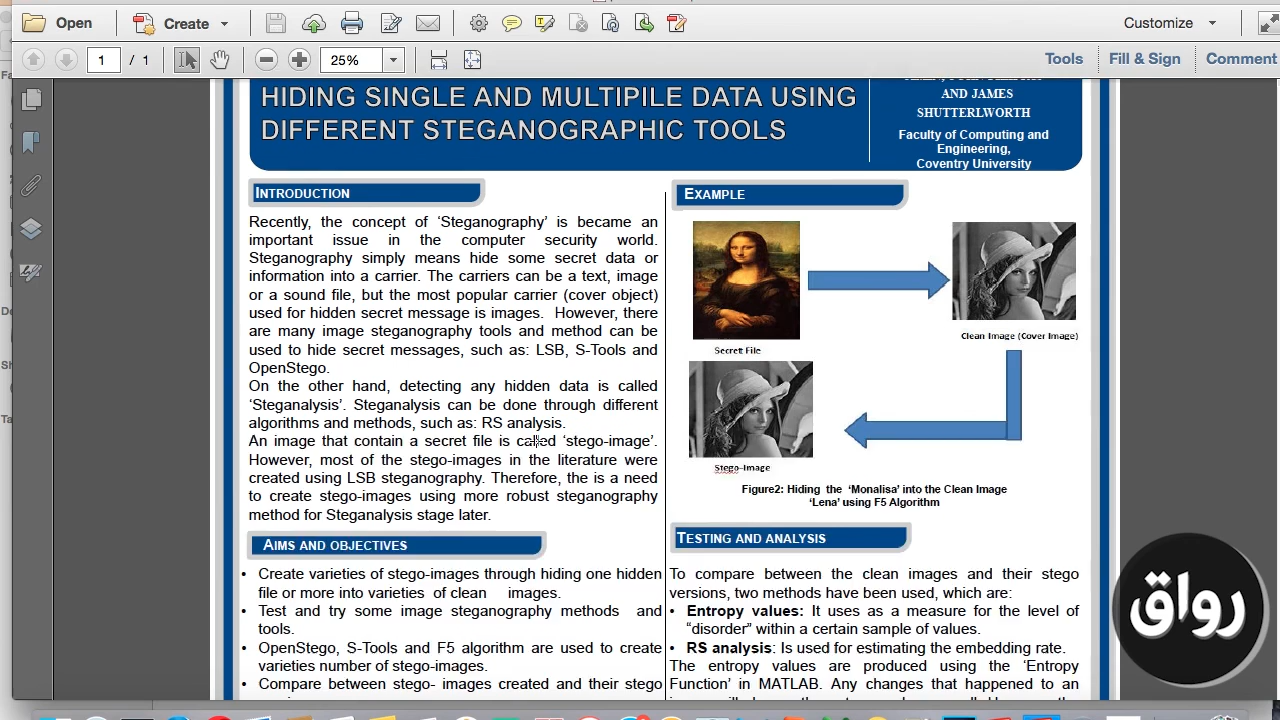 Open
Create
Customize
1 / 1
25%
Tools
Fill & Sign
Comment
HIDING SINGLE AND MULTIPILE DATA USING
DIFFERENT STEGANOGRAPHIC TOOLS
AND JAMES
SHUTTERLWORTH
Faculty of Computing and
Engineering,
Coventry University
INTRODUCTION
Recently, the concept of ‘Steganography’ is became an
important issue in the computer security world.
Steganography simply means hide some secret data or
information into a carrier. The carriers can be a text, image
or a sound file, but the most popular carrier (cover object)
used for hidden secret message is images. However, there
are many image steganography tools and method can be
used to hide secret messages, such as: LSB, S-Tools and
OpenStego.
On the other hand, detecting any hidden data is called
‘Steganalysis’. Steganalysis can be done through different
algorithms and methods, such as: RS analysis.
An image that contain a secret file is called ‘stego-image’.
However, most of the stego-images in the literature were
created using LSB steganography. Therefore, the is a need
to create stego-images using more robust steganography
method for Steganalysis stage later.
AIMS AND OBJECTIVES
• Create varieties of stego-images through hiding one hidden
file or more into varieties of clean images.
• Test and try some image steganography methods and
tools.
• OpenStego, S-Tools and F5 algorithm are used to create
varieties number of stego-images.
• Compare between stego- images created and their stego
EXAMPLE
Secrett File
Clean Image (Cover Image)
Stego-Image
Figure2: Hiding the ‘Monalisa’ into the Clean Image
‘Lena’ using F5 Algorithm
TESTING AND ANALYSIS
To compare between the clean images and their stego
versions, two methods have been used, which are:
• Entropy values: It uses as a measure for the level of
“disorder” within a certain sample of values.
• RS analysis: Is used for estimating the embedding rate.
The entropy values are produced using the ‘Entropy
Function’ in MATLAB. Any changes that happened to an
رواق